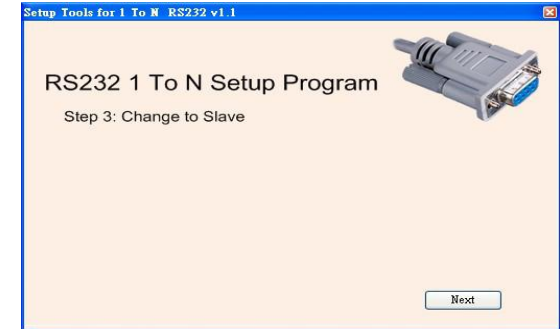 Setup Tools for 1 To N RS232 v1.1
RS232 1 To N Setup Program
Step 3: Change to Slave
Next